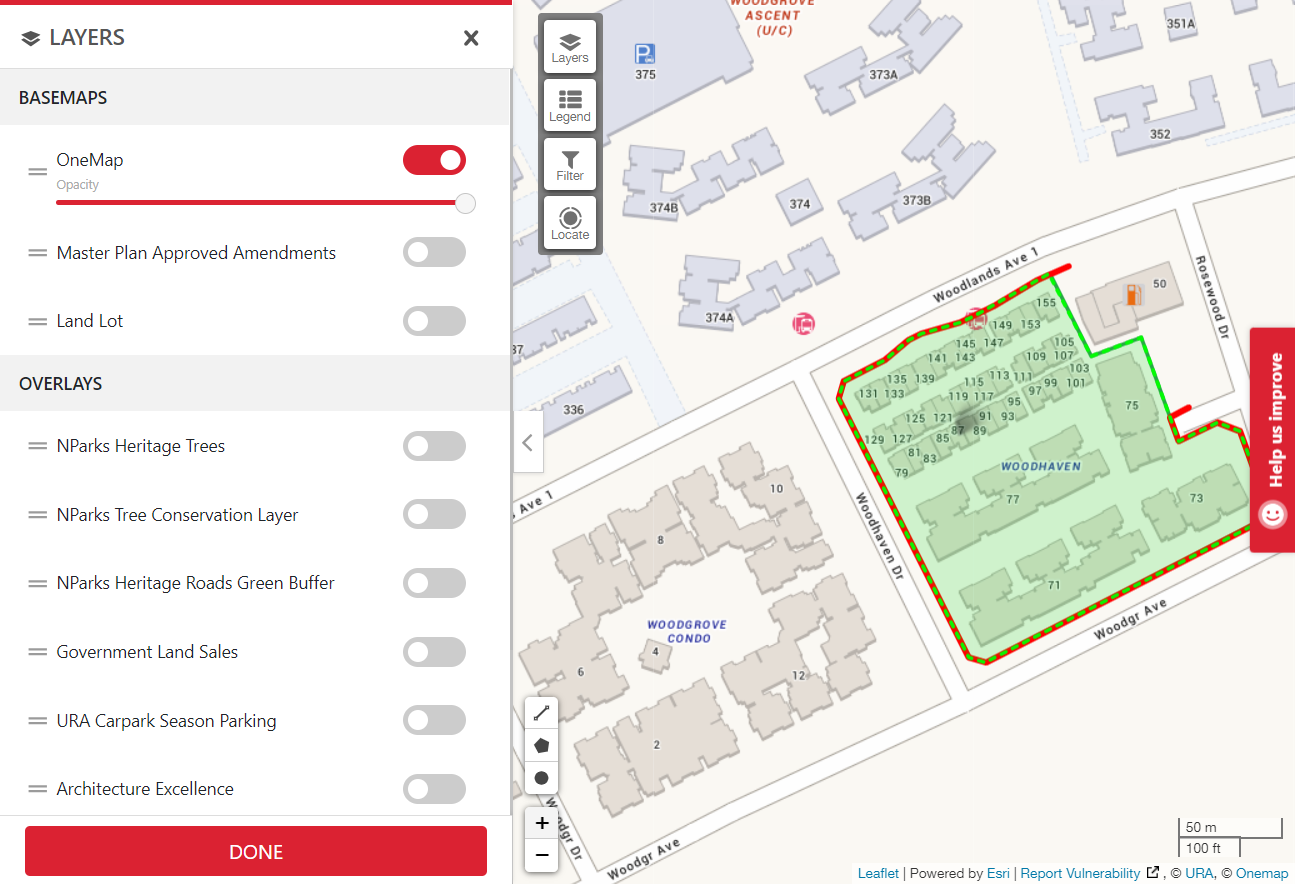 LAYERS
BASEMAPS
OneMap
Opacity
Master Plan Approved Amendments
Land Lot
OVERLAYS
NParks Heritage Trees
NParks Tree Conservation Layer
NParks Heritage Roads Green Buffer
Government Land Sales
URA Carpark Season Parking
Architecture Excellence
DONE
Layers
Legend
Filter
Locate
WOODGROVE
ASCENT
(U/C)
P
375
373A
351A
352
374B
374
373B
374A
37
336
Woodlands Ave 1
Rosewood Dr
50
155
149 153
145 147
141 143
135 139
131 133
105
109 107
103
115 113 111
99 101
119 117
97
95
125 121
91 93
87 89
129 127
85
81
83
79
75
WOODHAVEN
77
73
71
Ave 1
Woodhaven Dr
Woodgr Ave
10
8
WOODGROVE
CONDO
4
6
12
2
Woodgr Dr
Woodgr Ave
Help us improve
+
−
50 m
100 ft
Leaflet | Powered by Esri | Report Vulnerability , © URA, © Onemap